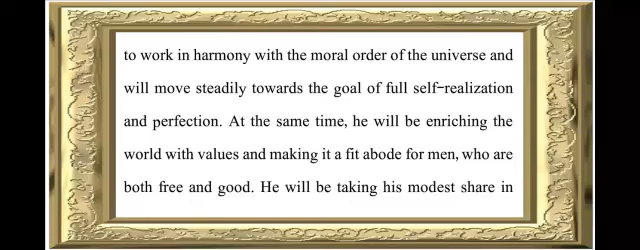 to work in harmony with the moral order of the universe and
will move steadily towards the goal of full self-realization
and perfection. At the same time, he will be enriching the
world with values and making it a fit abode for men, who are
both free and good. He will be taking his modest share in